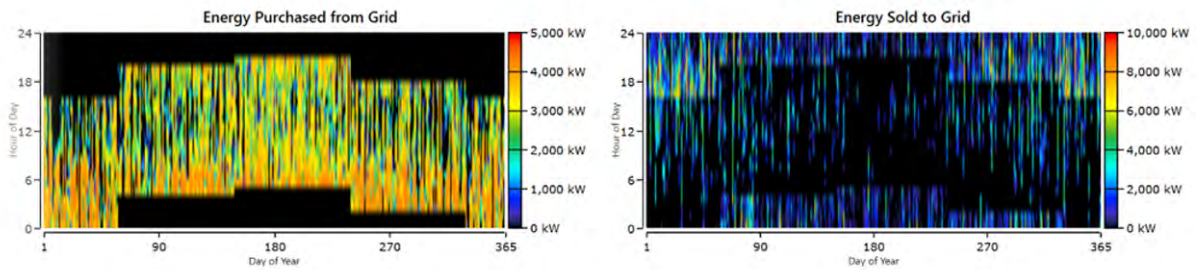 Energy Purchased from Grid
24
18
12
6
0
Hour of Day
1 90 180 270 365
Day of Year
5,000 kW
4,000 kW
3,000 kW
2,000 kW
1,000 kW
0 kW
Energy Sold to Grid
24
18
12
6
0
Hour of Day
1 90 180 270 365
Day of Year
10,000 kW
8,000 kW
6,000 kW
4,000 kW
2,000 kW
0 kW